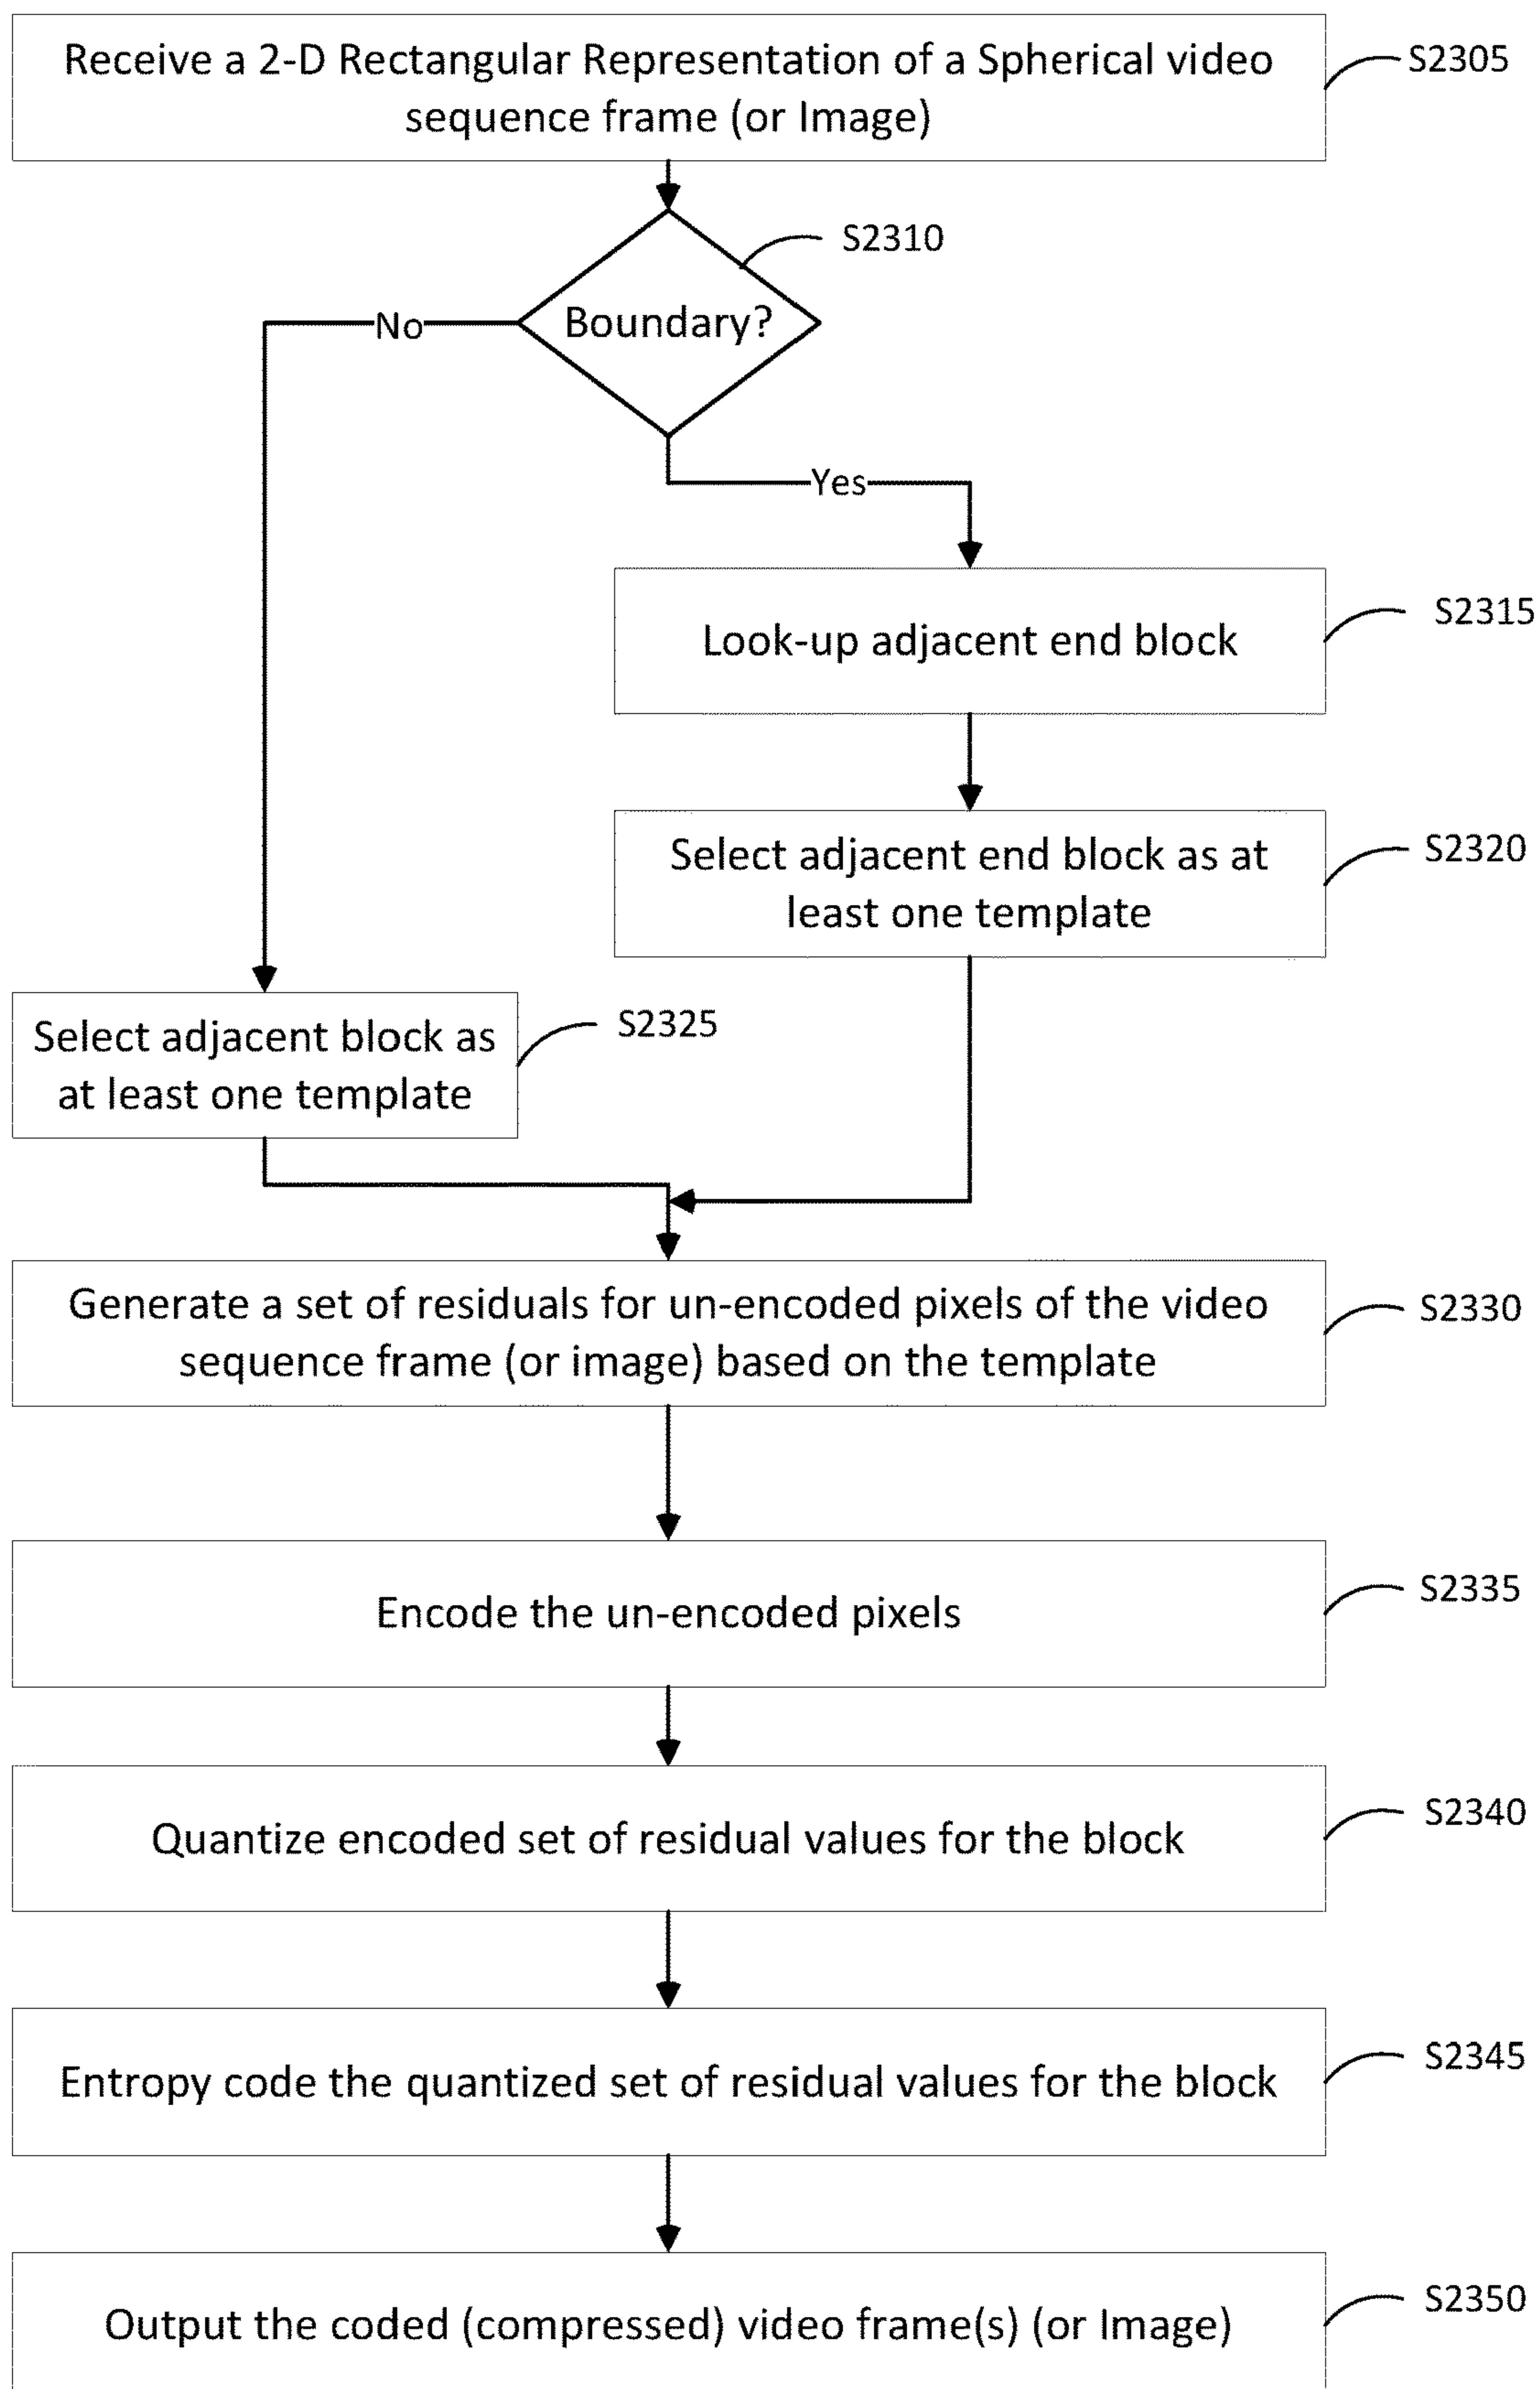 Receive a 2-D Rectangular Representation of a Spherical video
sequence frame (or Image)
S2305
S2310
Boundary?
No
Yes
Look-up adjacent end block
S2315
Select adjacent end block as at
least one template
S2320
Select adjacent block as
at least one template
S2325
Generate a set of residuals for un-encoded pixels of the video
sequence frame (or image) based on the template
S2330
Encode the un-encoded pixels
S2335
Quantize encoded set of residual values for the block
S2340
Entropy code the quantized set of residual values for the block
S2345
Output the coded (compressed) video frame(s) (or Image)
S2350